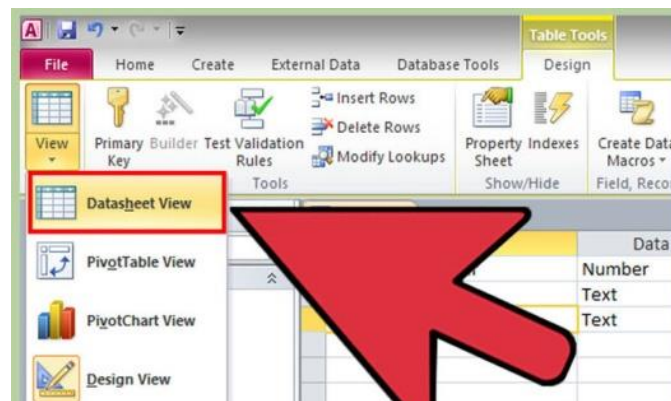 Table Tools
File Home Create External Data Database Tools Design
Insert Rows
Delete Rows
Modify Lookups
View Primary Key Builder Test Validation Rules Property Sheet Indexes Create Data Macros
Tools Show/Hide Field, Reco
Datasheet View
PivotTable View
PivotChart View
Design View
Data
Number
Text
Text